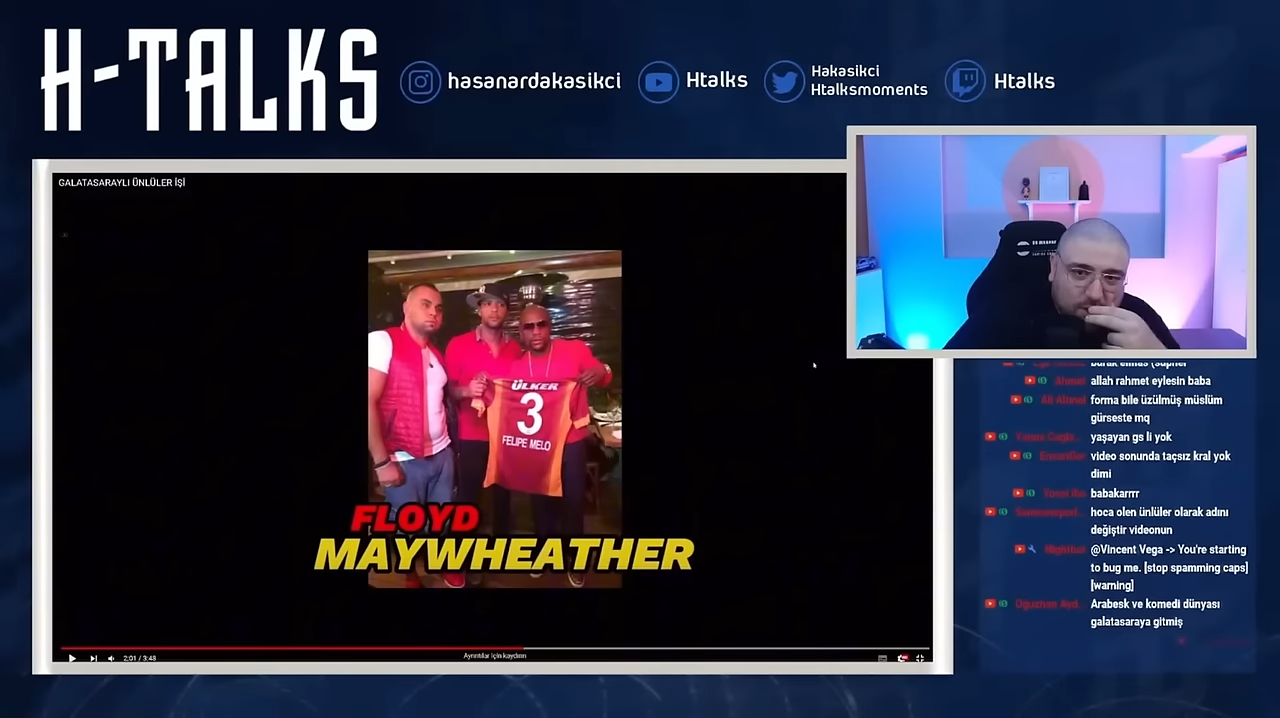 H-TALKS
hasanardakasikci
Htalks
Hakasikci
Htalksmoments
Htalks
GALATASARAYLI ÜNLÜLER İŞİ
ÜLKER
3
FELIPE MELO
FLOYD
MAYWHEATHER
2:01 / 3:48
Ayrıntılar için kaydırın
Ahmet
allah rahmet eylesin baba
forma bile üzülmüş müslüm
gürseste mq
yaşayan gs li yok
video sonunda taçsız kral yok
dimi
babakarrrr
hoca olen ünlüler olarak adını
değiştir videonun
Nightbot
@Vincent Vega -> You're starting
to bug me. [stop spamming caps]
[warning]
Arabesk ve komedi dünyası
galatasaraya gitmiş